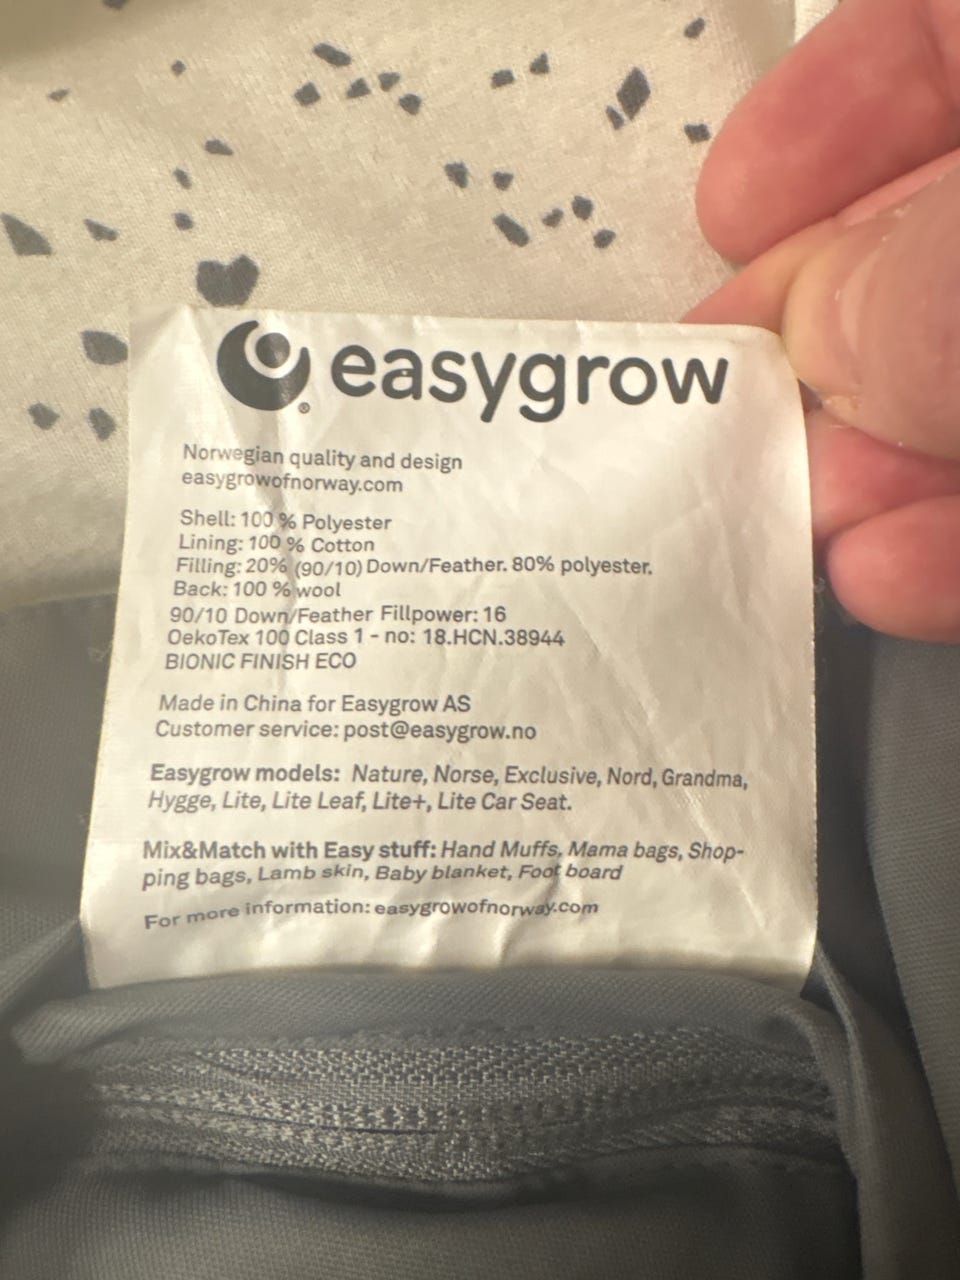 easygrow
®
Norwegian quality and design
easygrowofnorway.com
Shell: 100 % Polyester
Lining: 100 % Cotton
Filling: 20% (90/10) Down/Feather. 80% polyester.
Back: 100 % wool
90/10 Down/Feather Fillpower: 16
OekoTex 100 Class 1 - no: 18.HCN.38944
BIONIC FINISH ECO
Made in China for Easygrow AS
Customer service: post@easygrow.no
Easygrow models: Nature, Norse, Exclusive, Nord, Grandma,
Hygge, Lite, Lite Leaf, Lite+, Lite Car Seat.
Mix&Match with Easy stuff: Hand Muffs, Mama bags, Shop-
ping bags, Lamb skin, Baby blanket, Foot board
For more information: easygrowofnorway.com